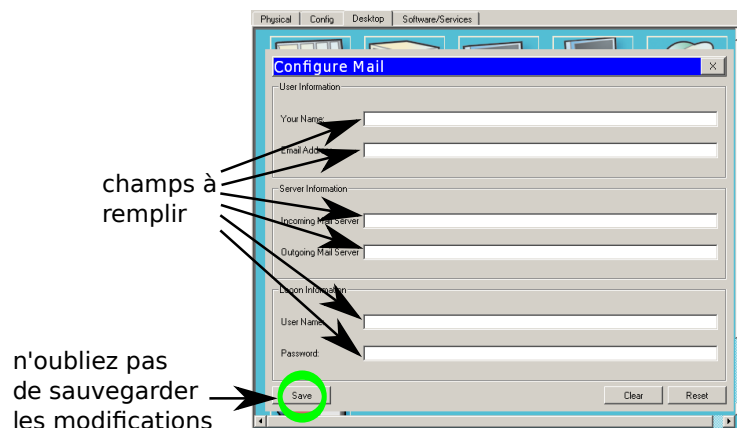 Physical Config Desktop Software/Services
Configure Mail
User Information
Your Name:
Email Address
champs à
remplir
Server Information
Incoming Mail Server
Outgoing Mail Server
Logon Information
User Name:
Password:
n'oubliez pas
de sauvegarder
les modifications
Save Clear Reset